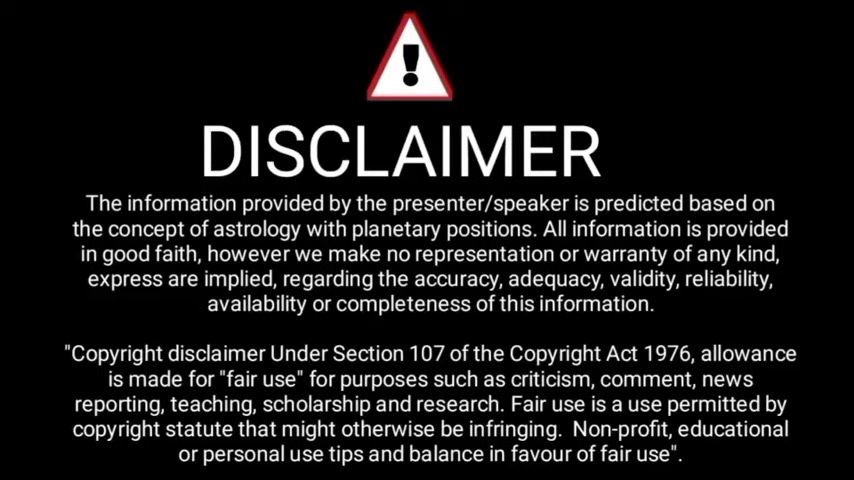 DISCLAIMER
The information provided by the presenter/speaker is predicted based on
the concept of astrology with planetary positions. All information is provided
in good faith, however we make no representation or warranty of any kind,
express are implied, regarding the accuracy, adequacy, validity, reliability,
availability or completeness of this information.
"Copyright disclaimer Under Section 107 of the Copyright Act 1976, allowance
is made for "fair use" for purposes such as criticism, comment, news
reporting, teaching, scholarship and research. Fair use is a use permitted by
copyright statute that might otherwise be infringing. Non-profit, educational
or personal use tips and balance in favour of fair use".